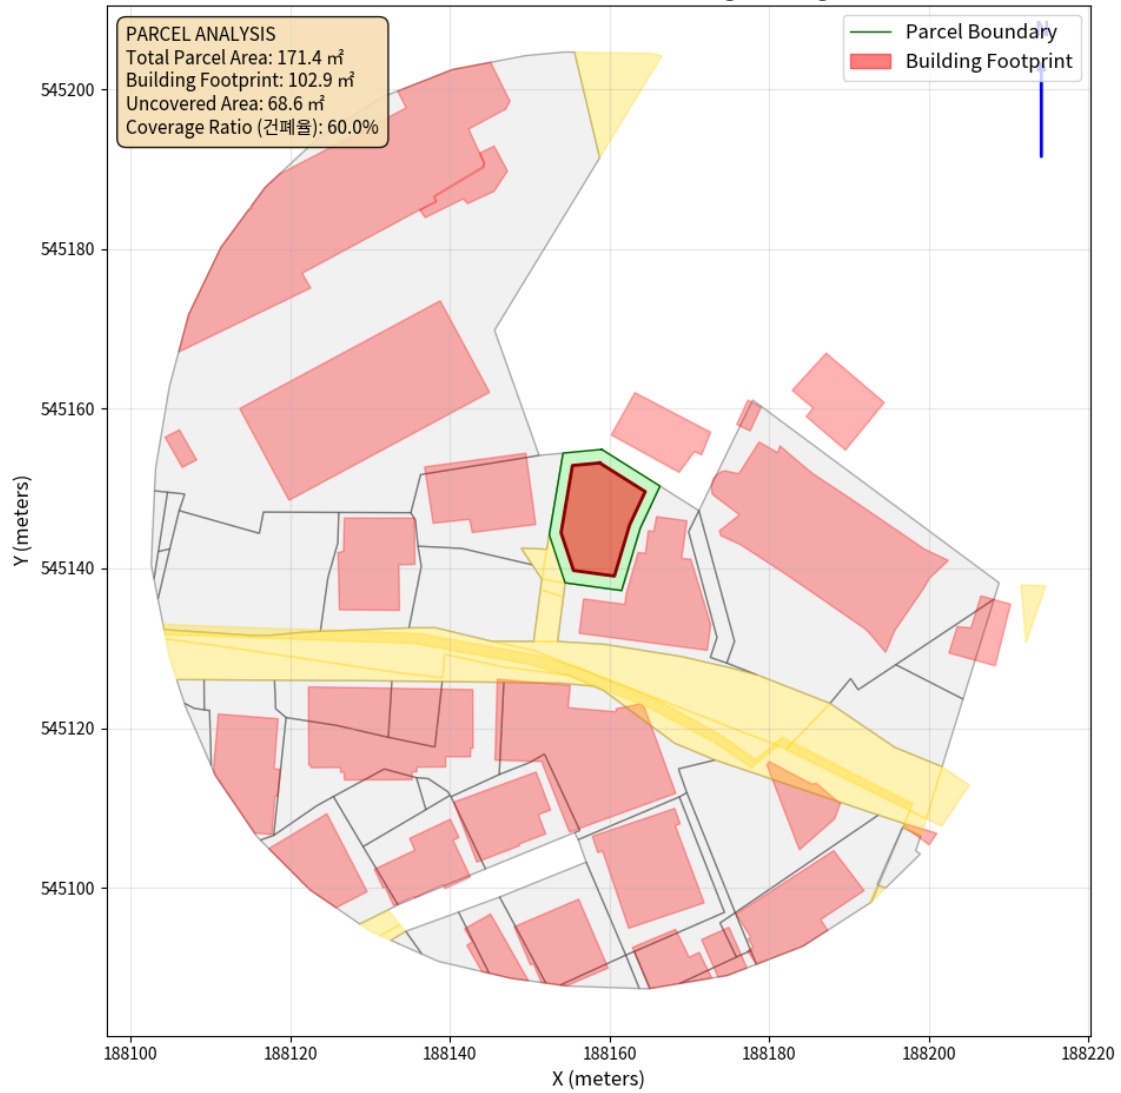 PARCEL ANALYSIS
Total Parcel Area: 171.4 ㎡
Building Footprint: 102.9 ㎡
Uncovered Area: 68.6 ㎡
Coverage Ratio (건폐율): 60.0%
N
Parcel Boundary
Building Footprint
545200
545180
545160
545140
545120
545100
Y (meters)
188100
188120
188140
188160
188180
188200
188220
X (meters)